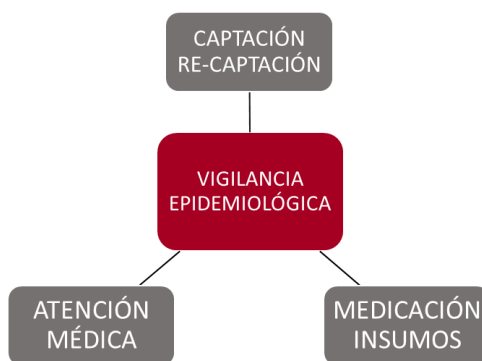 CAPTACIÓN
RE-CAPTACIÓN
VIGILANCIA
EPIDEMIOLÓGICA
ATENCIÓN
MÉDICA
MEDICACIÓN
INSUMOS